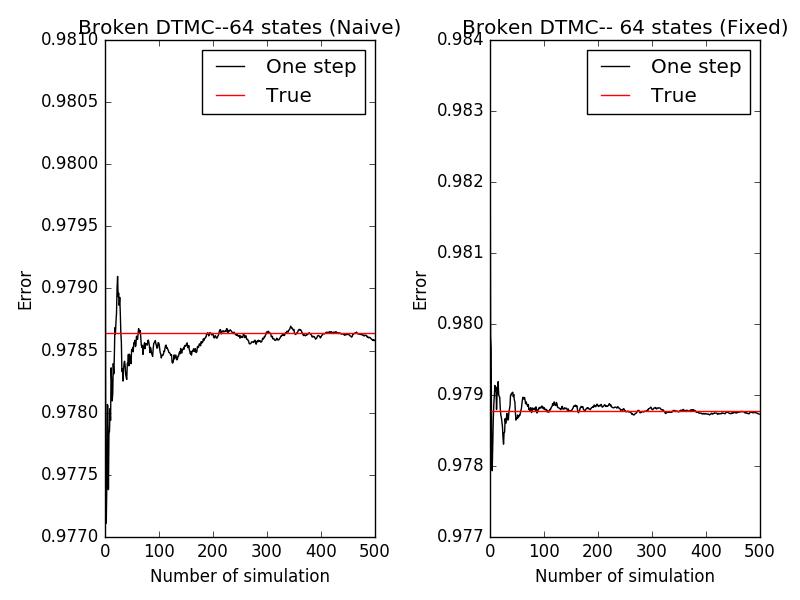 Broken DTMC--64 states (Naive)
One step
True
0.9810
0.9805
0.9800
0.9795
0.9790
0.9785
0.9780
0.9775
0.9770
Error
0 100 200 300 400 500
Number of simulation
Broken DTMC-- 64 states (Fixed)
One step
True
0.984
0.983
0.982
0.981
0.980
0.979
0.978
0.977
Error
0 100 200 300 400 500
Number of simulation